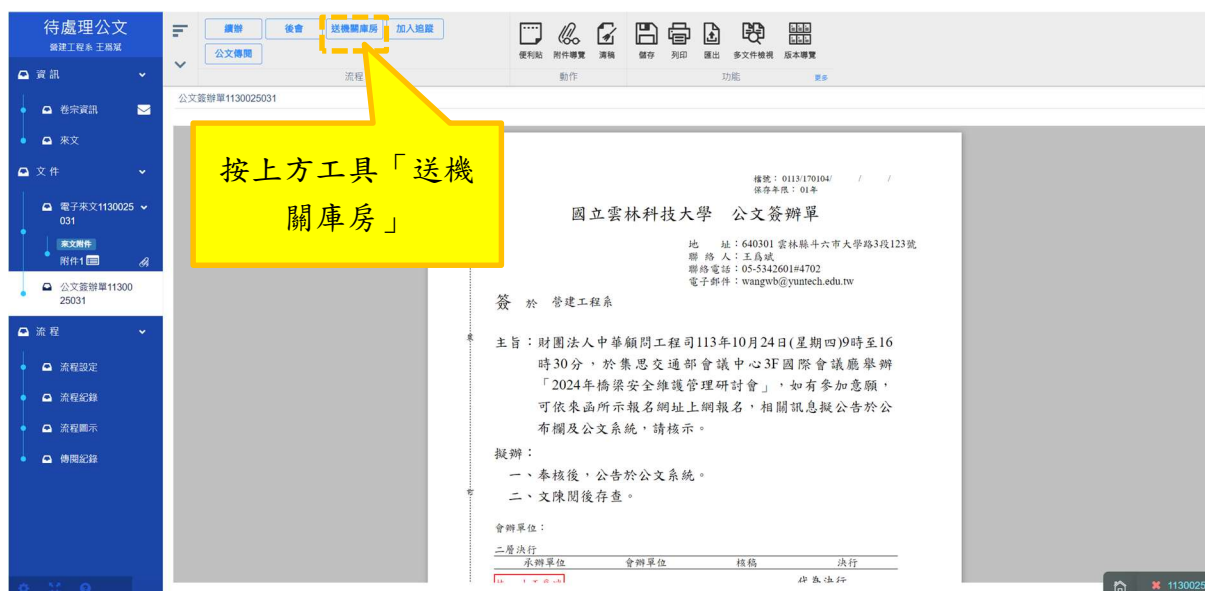 待處理公文
營建工程系 王爲斌
資訊
卷宗資訊
來文
文件
電子來文1130025
031
來文附件
附件1
公文簽辦單11300
25031
流程
流程設定
流程紀錄
流程圖示
傳閱紀錄
續辦
後會
送機關庫房
加入追蹤
公文傳閱
流程
便利貼
附件導覽
清稿
動作
儲存
列印
匯出
多文件檢視
版本導覽
功能
更多
公文簽辦單1130025031
按上方工具「送機
關庫房」
檔號：0113/170104/ / /
保存年限：01年
國立雲林科技大學 公文簽辦單
地 址：640301 雲林縣斗六市大學路3段123號
聯 絡 人：王爲斌
聯絡電話：05-5342601#4702
電子郵件：wangwb@yuntech.edu.tw
簽 於 營建工程系
主旨：財團法人中華顧問工程司113年10月24日(星期四)9時至16
時30分，於集思交通部會議中心3F國際會議廳舉辦
「2024年橋梁安全維護管理研討會」，如有參加意願，
可依來函所示報名網址上網報名，相關訊息擬公告於公
布欄及公文系統，請核示。
擬辦：
一、奉核後，公告於公文系統。
二、文陳閱後存查。
會辦單位：
二層決行
承辦單位 會辦單位 核稿 決行
代為決行
1130025